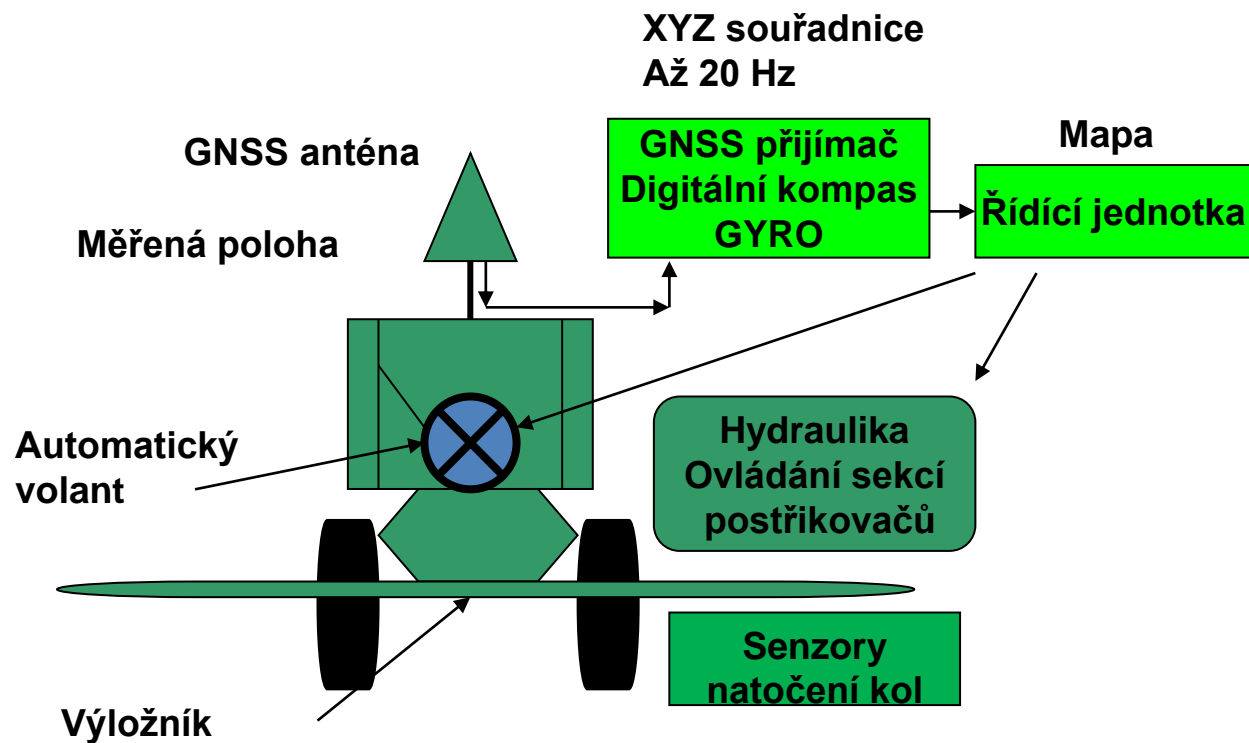 XYZ souřadnice
Až 20 Hz
GNSS anténa
Měřená poloha
GNSS přijímač
Digitální kompas
GYRO
Mapa
Řídící jednotka
Automatický
volant
Hydraulika
Ovládání sekcí
postřikovačů
Senzory
natočení kol
Výložník